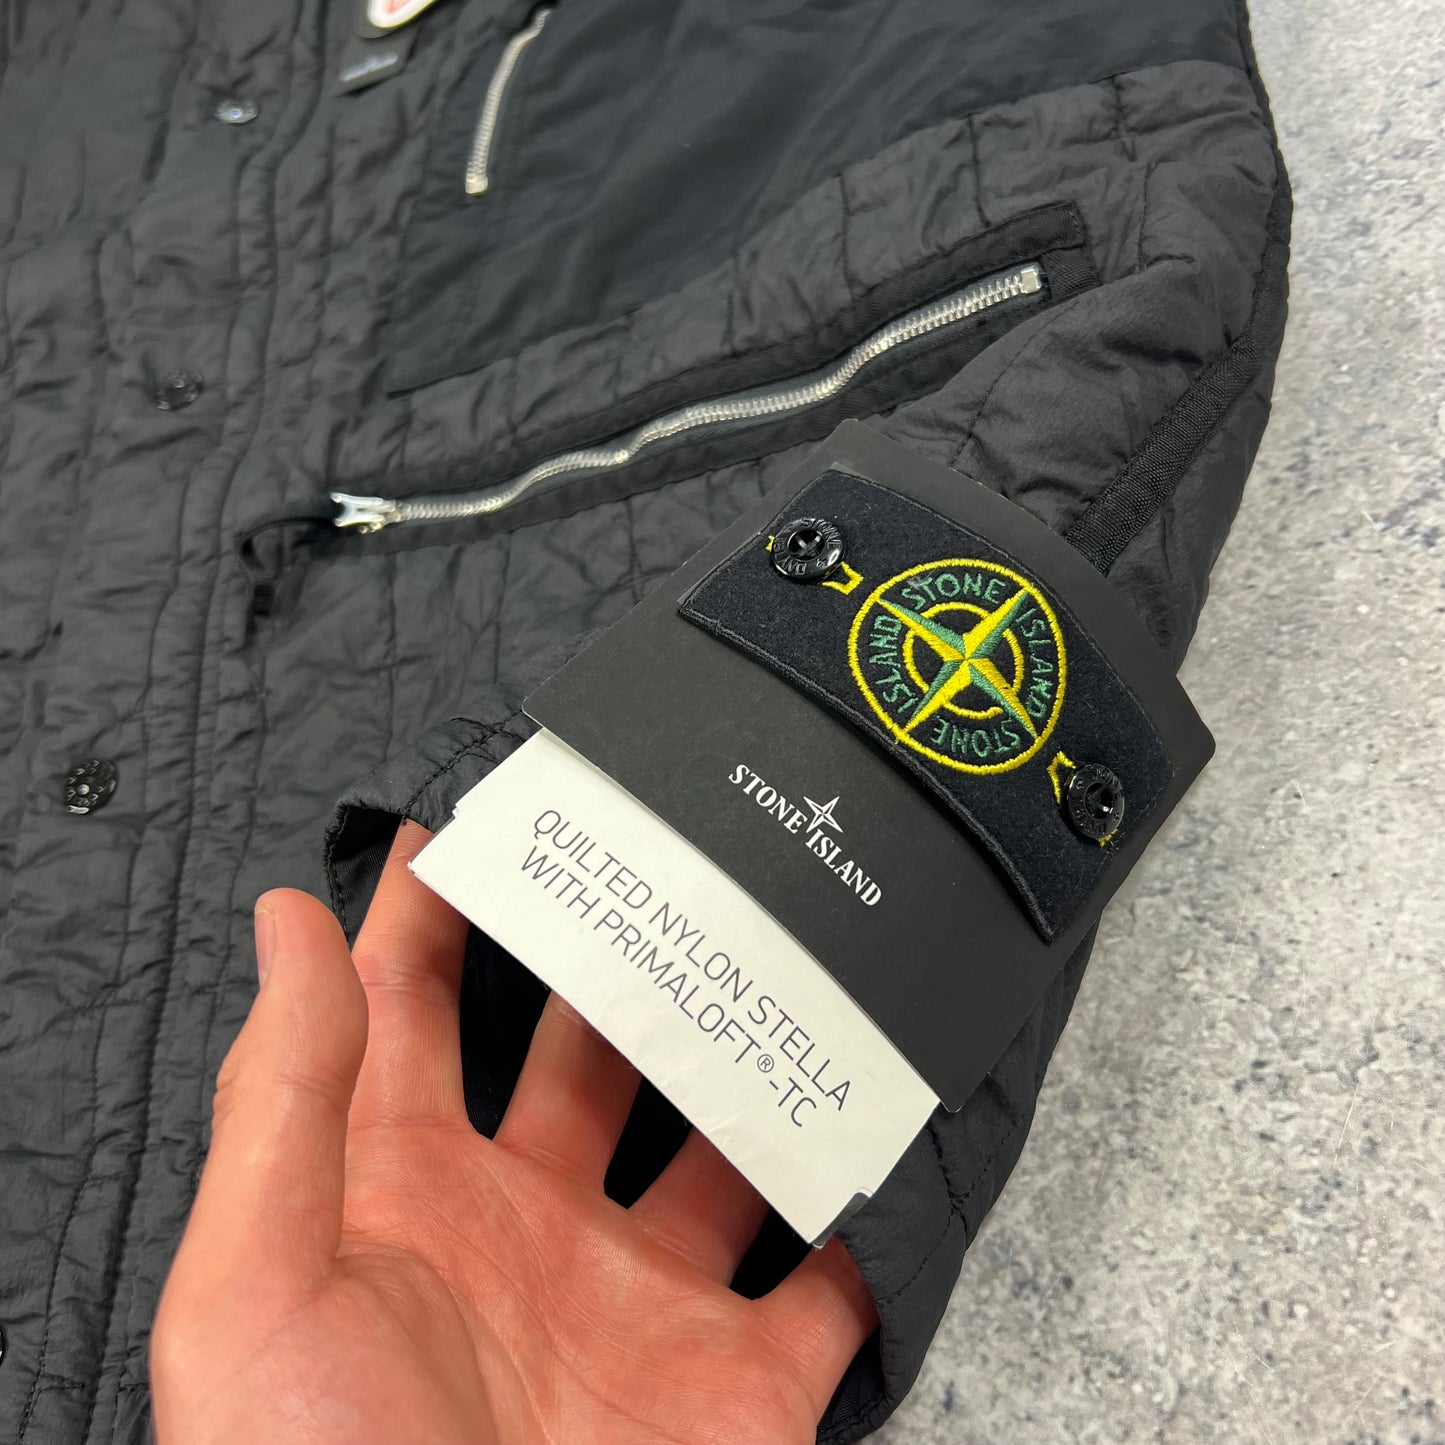 STONE ISLAND
STONE ISLAND
STONE ISLAND
QUILTED NYLON STELLA
WITH PRIMALOFT®-TC